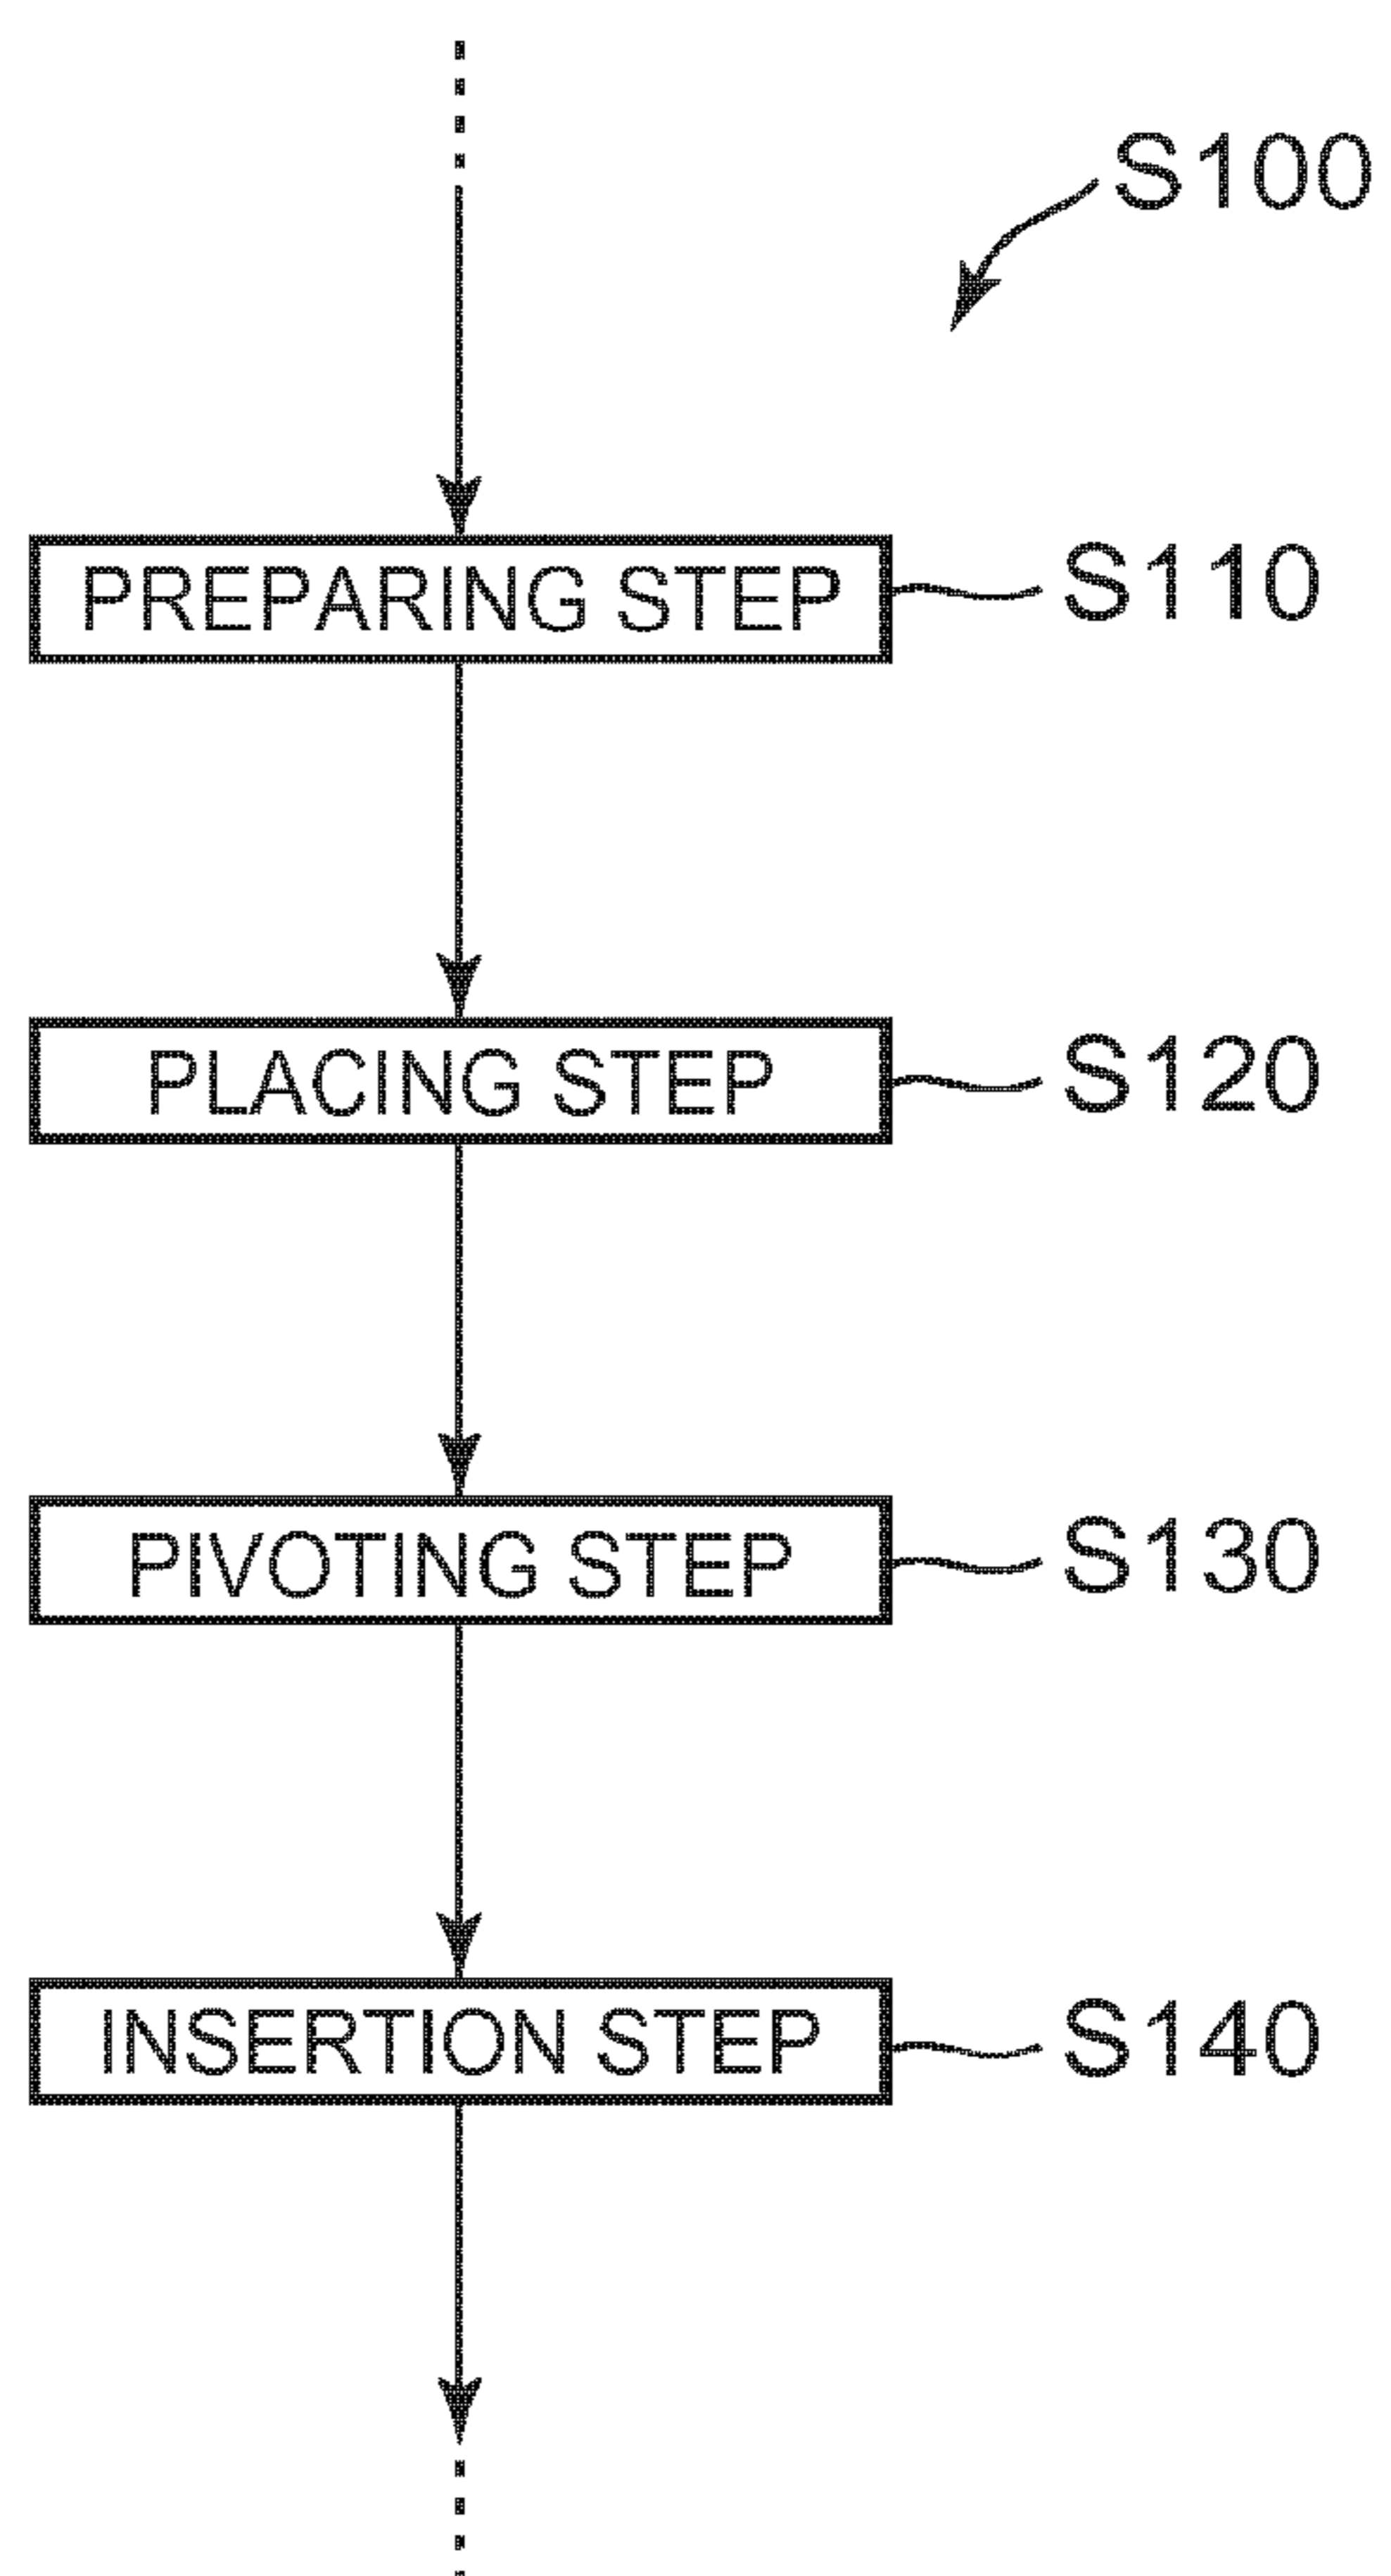 S100
PREPARING STEP
S110
PLACING STEP
S120
PIVOTING STEP
S130
INSERTION STEP
S140